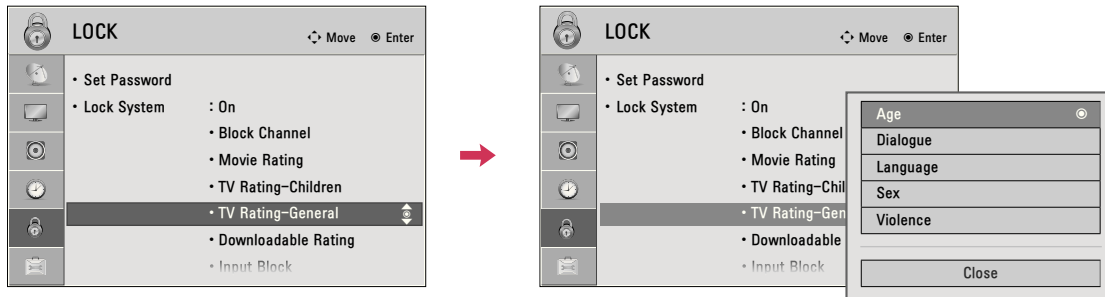 LOCK
Move Enter
• Set Password
• Lock System : On
• Block Channel
• Movie Rating
• TV Rating-Children
• TV Rating-General
• Downloadable Rating
• Input Block
LOCK
Move Enter
• Set Password
• Lock System : On
• Block Channel
• Movie Rating
• TV Rating-Chil
• TV Rating-Gen
• Downloadable
• Input Block
Age
Dialogue
Language
Sex
Violence
Close